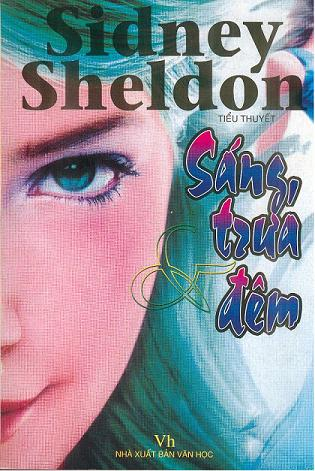 Sidney
Sheldon
TIỂU THUYẾT
Sáng,
trưa
&
đêm
Vh
NHÀ XUẤT BẢN VĂN HỌC